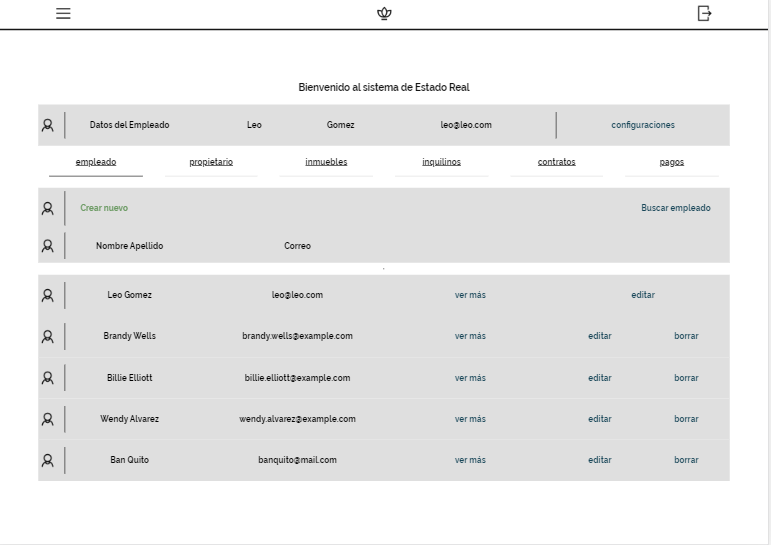 Bienvenido al sistema de Estado Real
Datos del Empleado Leo Gomez leo@leo.com configuraciones
empleado propietario inmuebles inquilinos contratos pagos
Crear nuevo Buscar empleado
Nombre Apellido Correo
Leo Gomez leo@leo.com ver más editar
Brandy Wells brandy.wells@example.com ver más editar borrar
Billie Elliott billie.elliott@example.com ver más editar borrar
Wendy Alvarez wendy.alvarez@example.com ver más editar borrar
Ban Quito banquito@mail.com ver más editar borrar